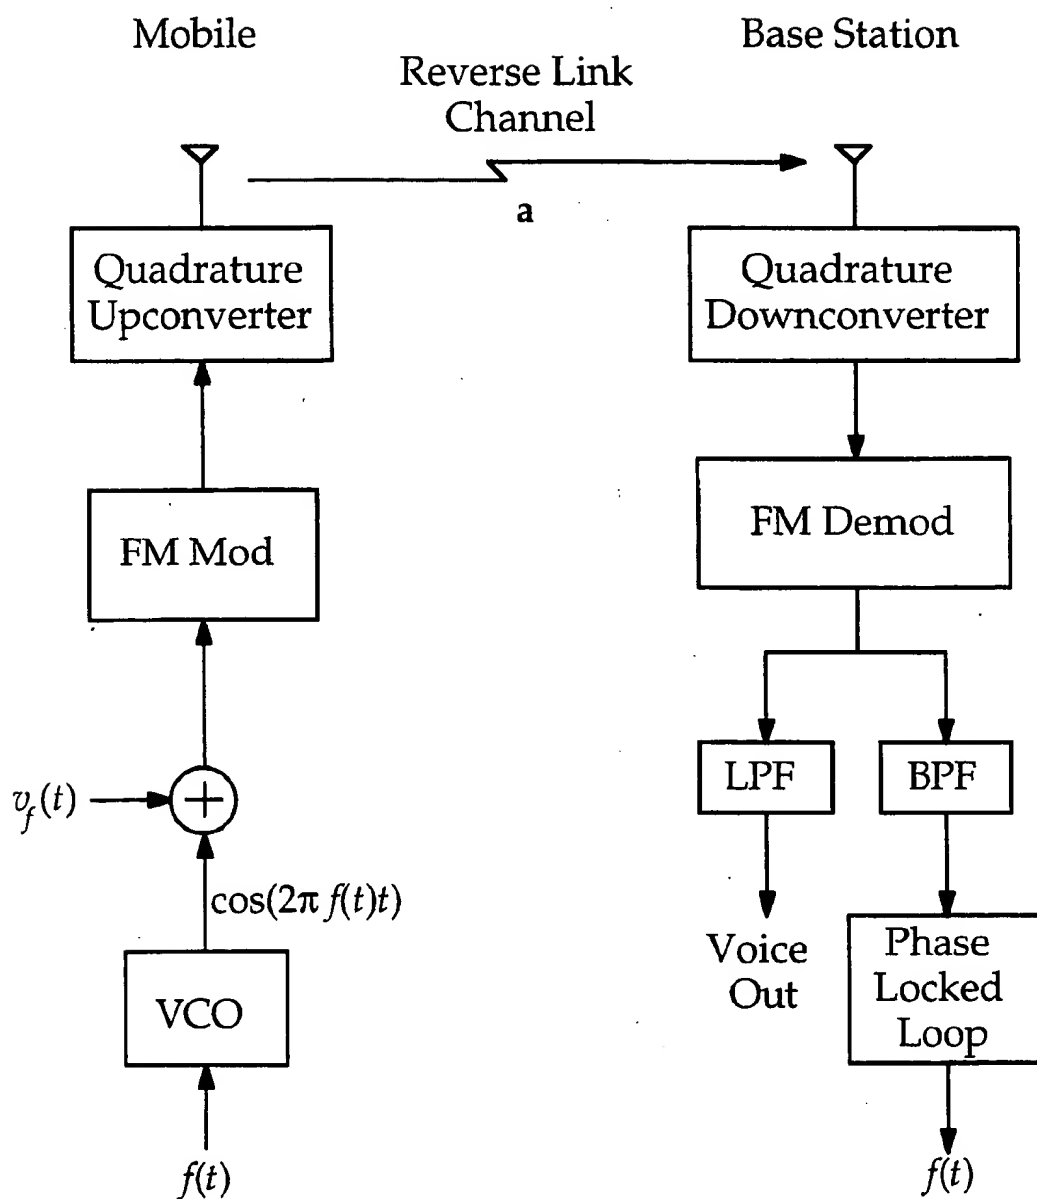 Mobile
Base Station
Reverse Link
Channel
a
Quadrature
Upconverter
Quadrature
Downconverter
FM Mod
FM Demod
LPF
BPF
v_f(t)
+
cos(2π f(t)t)
Voice
Out
Phase
Locked
Loop
VCO
f(t)
f(t)